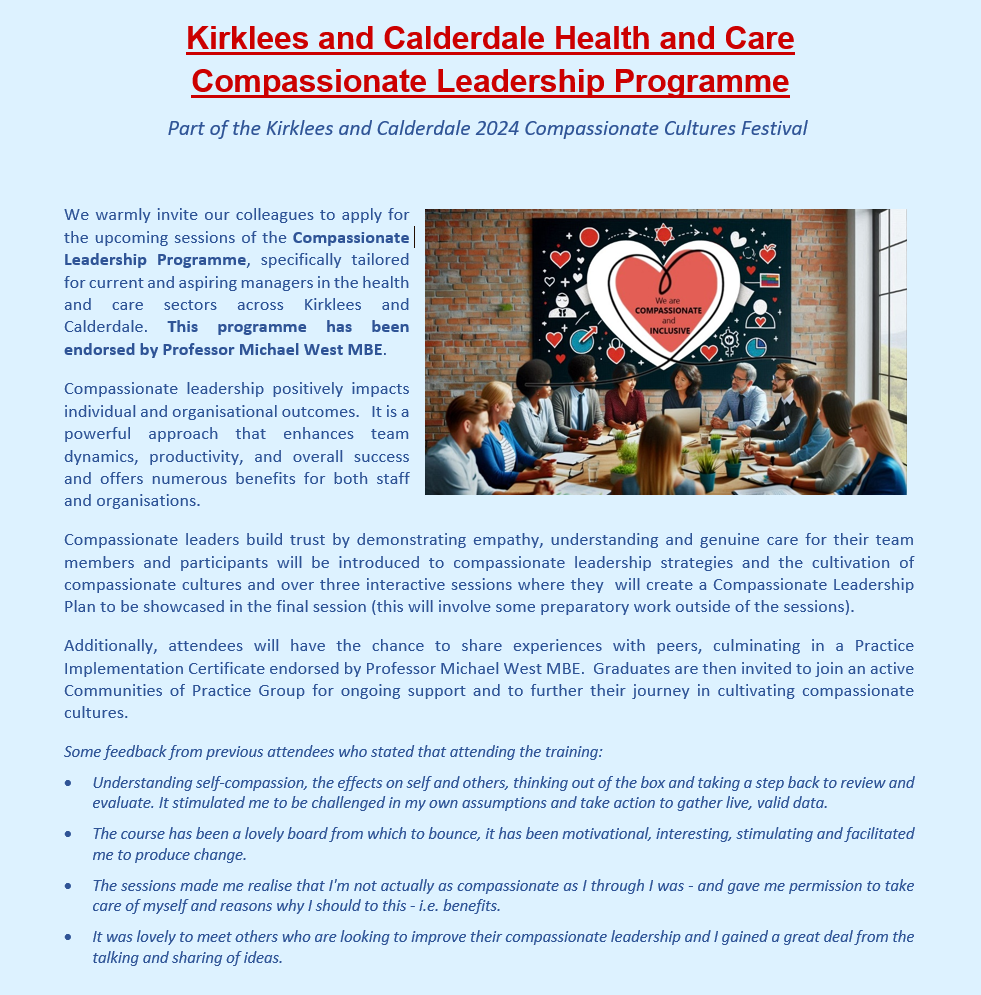 Kirklees and Calderdale Health and Care
Compassionate Leadership Programme
Part of the Kirklees and Calderdale 2024 Compassionate Cultures Festival
We warmly invite our colleagues to apply for
the upcoming sessions of the Compassionate
Leadership Programme, specifically tailored
for current and aspiring managers in the health
and care sectors across Kirklees and
Calderdale. This programme has been
endorsed by Professor Michael West MBE.
We are
COMPASSIONATE
and
INCLUSIVE
Compassionate leadership positively impacts
individual and organisational outcomes. It is a
powerful approach that enhances team
dynamics, productivity, and overall success
and offers numerous benefits for both staff
and organisations.
Compassionate leaders build trust by demonstrating empathy, understanding and genuine care for their team
members and participants will be introduced to compassionate leadership strategies and the cultivation of
compassionate cultures and over three interactive sessions where they will create a Compassionate Leadership
Plan to be showcased in the final session (this will involve some preparatory work outside of the sessions).
Additionally, attendees will have the chance to share experiences with peers, culminating in a Practice
Implementation Certificate endorsed by Professor Michael West MBE. Graduates are then invited to join an active
Communities of Practice Group for ongoing support and to further their journey in cultivating compassionate
cultures.
Some feedback from previous attendees who stated that attending the training:
• Understanding self-compassion, the effects on self and others, thinking out of the box and taking a step back to review and
evaluate. It stimulated me to be challenged in my own assumptions and take action to gather live, valid data.
• The course has been a lovely board from which to bounce, it has been motivational, interesting, stimulating and facilitated
me to produce change.
• The sessions made me realise that I'm not actually as compassionate as I through I was - and gave me permission to take
care of myself and reasons why I should to this - i.e. benefits.
• It was lovely to meet others who are looking to improve their compassionate leadership and I gained a great deal from the
talking and sharing of ideas.